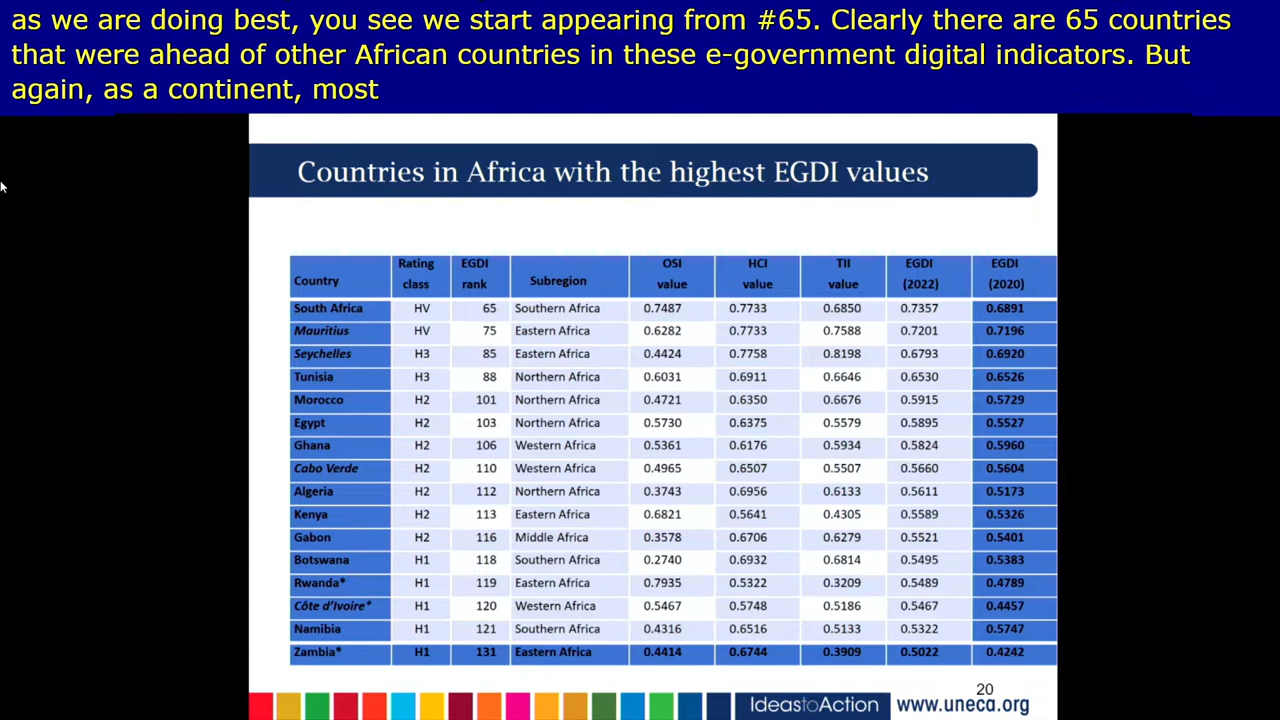 as we are doing best, you see we start appearing from #65. Clearly there are 65 countries
that were ahead of other African countries in these e-government digital indicators. But
again, as a continent, most
Countries in Africa with the highest EGDI values
Country Rating class EGDI rank Subregion OSI value HCI value TII value EGDI (2022) EGDI (2020)
South Africa HV 65 Southern Africa 0.7487 0.7733 0.6850 0.7357 0.6891
Mauritius HV 75 Eastern Africa 0.6282 0.7733 0.7588 0.7201 0.7196
Seychelles H3 85 Eastern Africa 0.4424 0.7758 0.8198 0.6793 0.6920
Tunisia H3 88 Northern Africa 0.6031 0.6911 0.6646 0.6530 0.6526
Morocco H2 101 Northern Africa 0.4721 0.6350 0.6676 0.5915 0.5729
Egypt H2 103 Northern Africa 0.5730 0.6375 0.5579 0.5895 0.5527
Ghana H2 106 Western Africa 0.5361 0.6176 0.5934 0.5824 0.5960
Cabo Verde H2 110 Western Africa 0.4965 0.6507 0.5507 0.5660 0.5604
Algeria H2 112 Northern Africa 0.3743 0.6956 0.6133 0.5611 0.5173
Kenya H2 113 Eastern Africa 0.6821 0.5641 0.4305 0.5589 0.5326
Gabon H2 116 Middle Africa 0.3578 0.6706 0.6279 0.5521 0.5401
Botswana H1 118 Southern Africa 0.2740 0.6932 0.6814 0.5495 0.5383
Rwanda* H1 119 Eastern Africa 0.7935 0.5322 0.3209 0.5489 0.4789
Côte d'Ivoire* H1 120 Western Africa 0.5467 0.5748 0.5186 0.5467 0.4457
Namibia H1 121 Southern Africa 0.4316 0.6516 0.5133 0.5322 0.5747
Zambia* H1 131 Eastern Africa 0.4414 0.6744 0.3909 0.5022 0.4242
20
IdeastoAction www.uneca.org